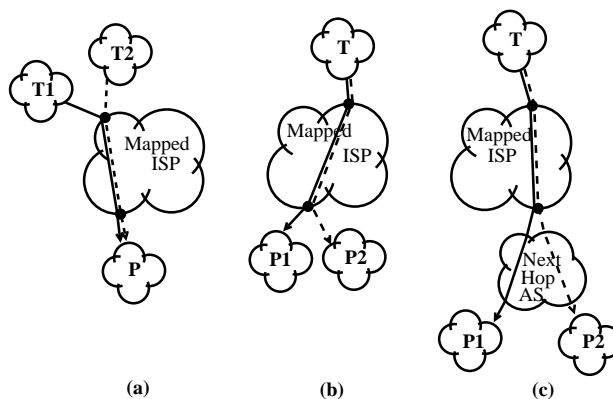 T2
T1
Mapped
ISP
P
(a)
T
Mapped
ISP
P1
P2
(b)
T
Mapped
ISP
Next
Hop
AS
P1
P2
(c)